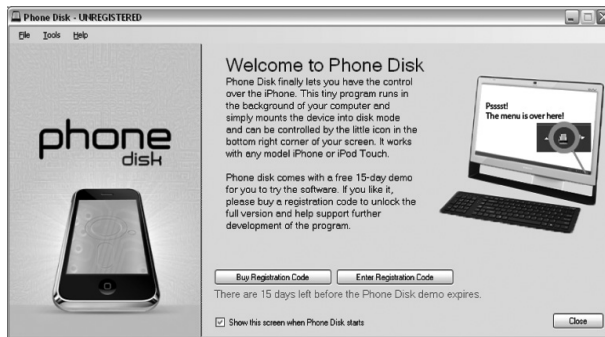 Phone Disk - UNREGISTERED
File Tools Help
phone
disk
Welcome to Phone Disk
Phone Disk finally lets you have the control
over the iPhone. This tiny program runs in
the background of your computer and
simply mounts the device into disk mode
and can be controlled by the little icon in the
bottom right corner of your screen. It works
with any model iPhone or iPod Touch.
Phone disk comes with a free 15-day demo
for you to try the software. If you like it,
please buy a registration code to unlock the
full version and help support further
development of the program.
Psssst!
The menu is over here!
Buy Registration Code
Enter Registration Code
There are 15 days left before the Phone Disk demo expires.
Show this screen when Phone Disk starts
Close